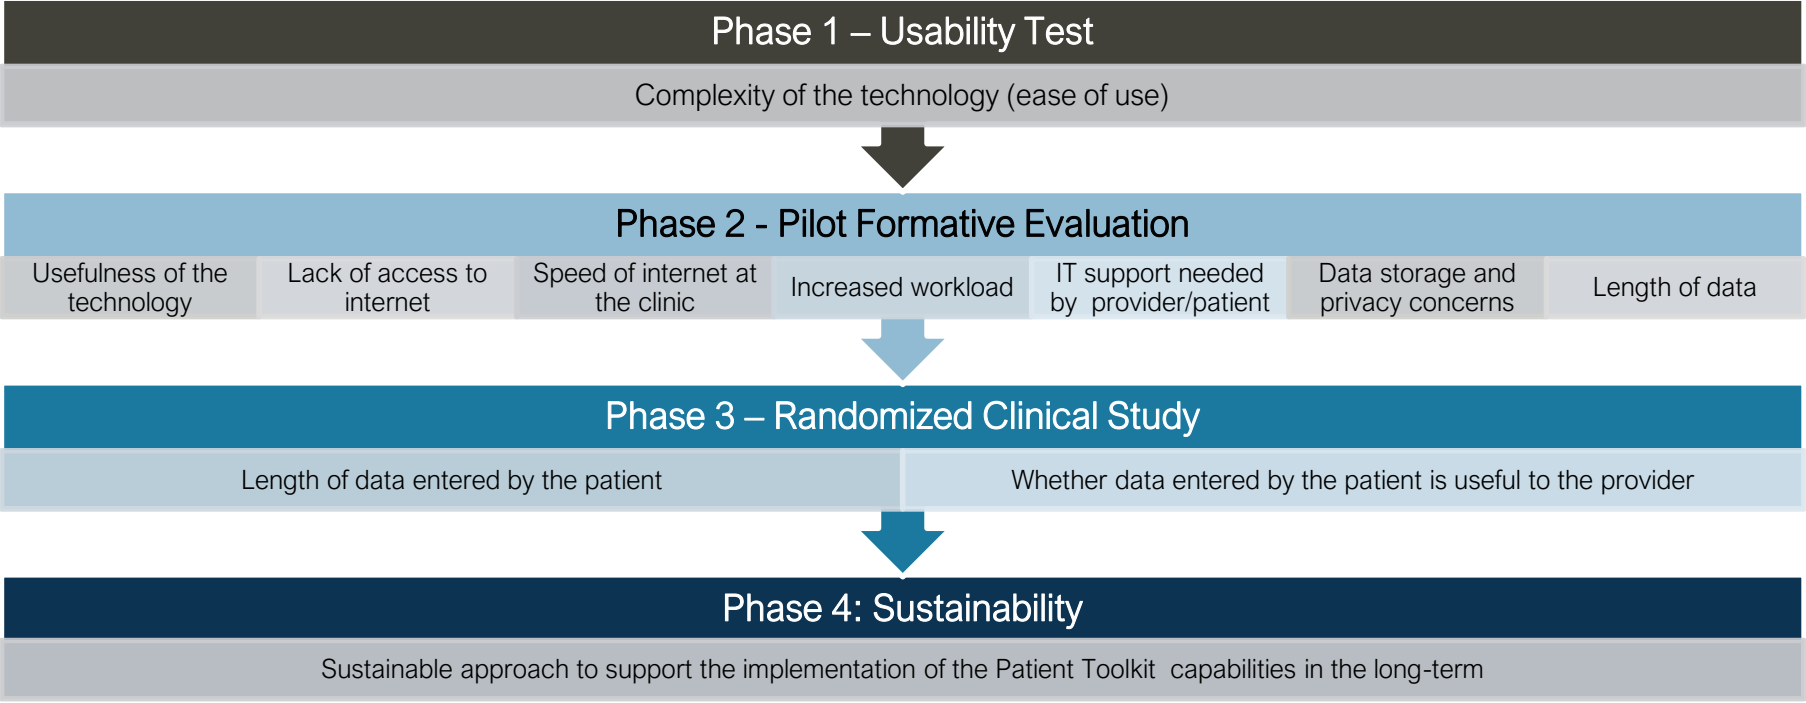 Phase 1 – Usability Test
Complexity of the technology (ease of use)
Phase 2 - Pilot Formative Evaluation
Usefulness of the
technology
Lack of access to
internet
Speed of internet at
the clinic
Increased workload
IT support needed
by  provider/patient
Data storage and
privacy concerns
Length of data
Phase 3 – Randomized Clinical Study
Length of data entered by the patient
Whether data entered by the patient is useful to the provider
Phase 4: Sustainability
Sustainable approach to support the implementation of the Patient Toolkit  capabilities in the long-term